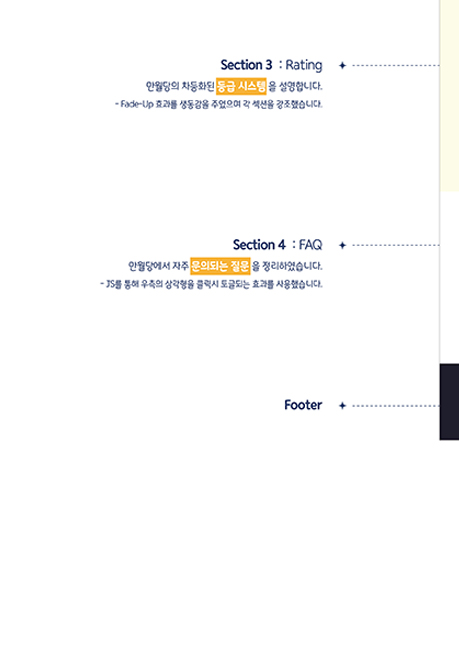 Section 3 : Rating
만월당의 차등화된 등급 시스템을 설명합니다.
- Fade-Up 효과를 생동감을 주었으며 각 섹션을 강조했습니다.
Section 4 : FAQ
만월당에서 자주 문의되는 질문을 정리하였습니다.
- JS를 통해 우측의 삼각형을 클릭시 토글되는 효과를 사용했습니다.
Footer